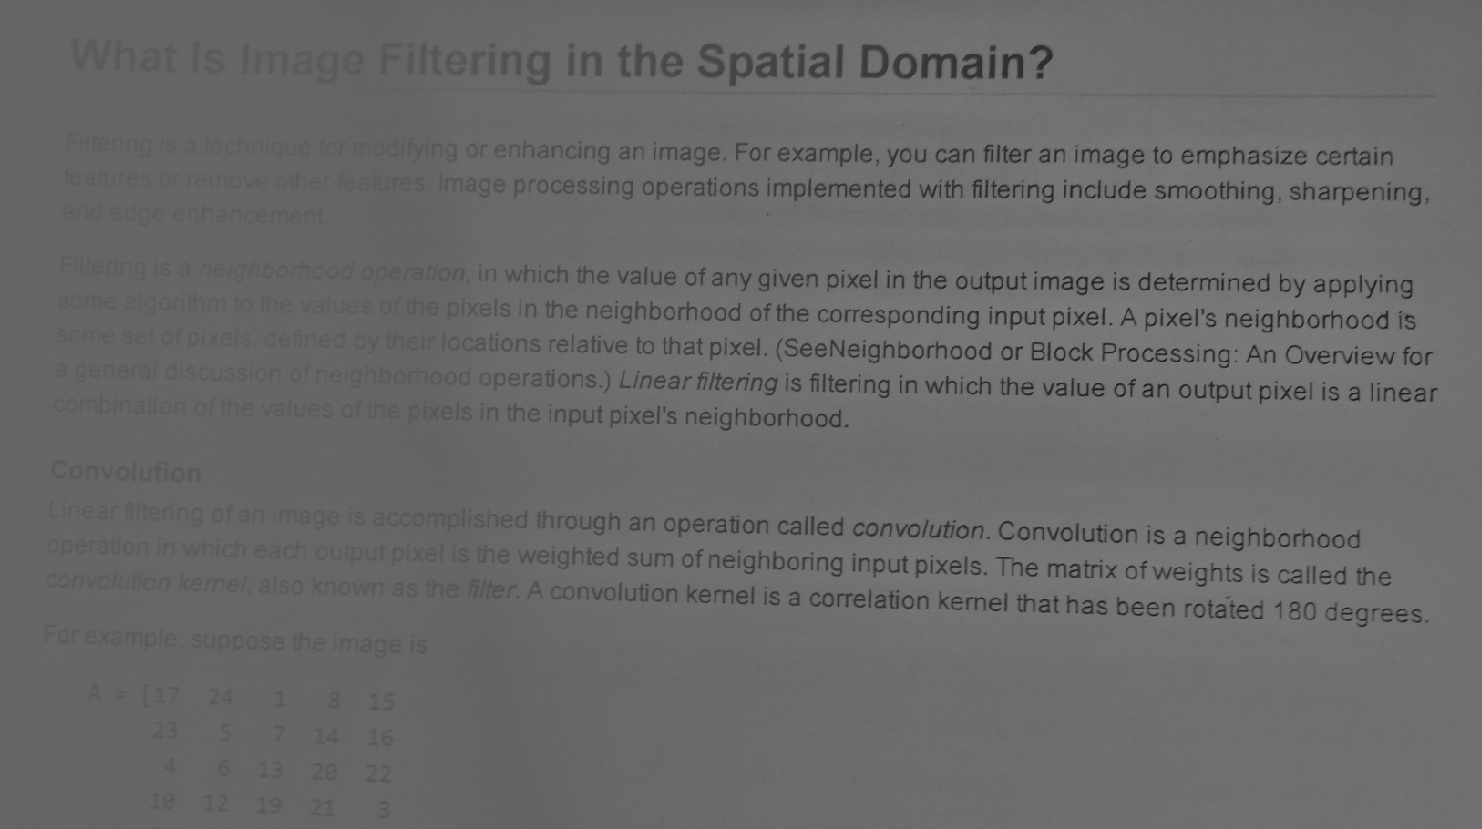 What Is Image Filtering in the Spatial Domain?
Filtering is a technique for modifying or enhancing an image. For example, you can filter an image to emphasize certain
features or remove other features. Image processing operations implemented with filtering include smoothing, sharpening,
and edge enhancement.
Filtering is a neighborhood operation, in which the value of any given pixel in the output image is determined by applying
some algorithm to the values of the pixels in the neighborhood of the corresponding input pixel. A pixel's neighborhood is
some set of pixels, defined by their locations relative to that pixel. (SeeNeighborhood or Block Processing: An Overview for
a general discussion of neighborhood operations.) Linear filtering is filtering in which the value of an output pixel is a linear
combination of the values of the pixels in the input pixel's neighborhood.
Convolution
Linear filtering of an image is accomplished through an operation called convolution. Convolution is a neighborhood
operation in which each output pixel is the weighted sum of neighboring input pixels. The matrix of weights is called the
convolution kernel, also known as the filter. A convolution kernel is a correlation kernel that has been rotated 180 degrees.
For example, suppose the image is
A = [17 24 1 8 15
23 5 7 14 16
4 6 13 20 22
10 12 19 21 3